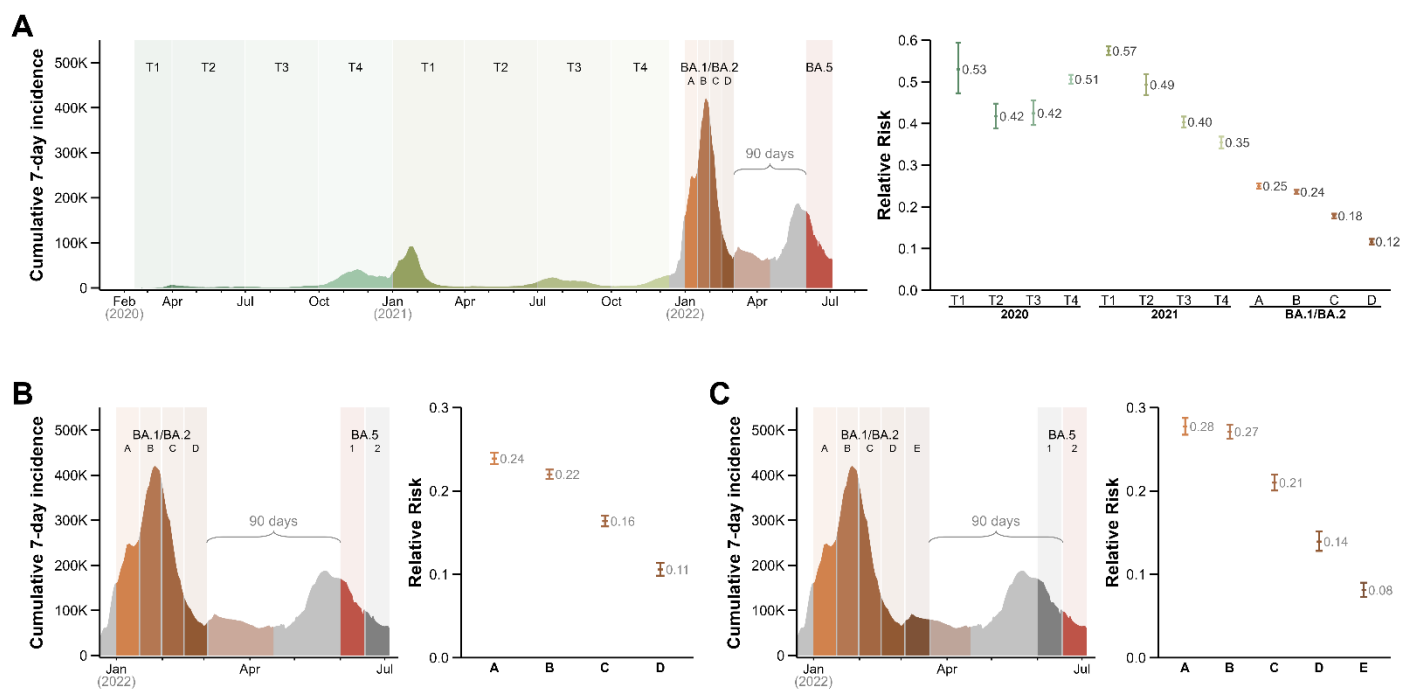 A
Cumulative 7-day incidence
500K
400K
300K
200K
100K
0
T1 T2 T3 T4 T1 T2 T3 T4
BA.1/BA.2
A B C D
BA.5
90 days
Feb Apr Jul Oct Jan Apr Jul Oct Jan Apr Jul
(2020) (2021) (2022)
Relative Risk
0.6
0.5
0.4
0.3
0.2
0.1
0.0
0.53
0.42
0.42
0.51
0.57
0.49
0.40
0.35
0.25
0.24
0.18
0.12
T1 T2 T3 T4 T1 T2 T3 T4 A B C D
2020 2021 BA.1/BA.2
B
Cumulative 7-day incidence
500K
400K
300K
200K
100K
0
BA.1/BA.2
A B C D
BA.5
1 2
90 days
Jan Apr Jul
(2022)
Relative Risk
0.3
0.2
0.1
0.0
0.24
0.22
0.16
0.11
A B C D
C
Cumulative 7-day incidence
500K
400K
300K
200K
100K
0
BA.1/BA.2
A B C D E
BA.5
1 2
90 days
Jan Apr Jul
(2022)
Relative Risk
0.3
0.2
0.1
0.0
0.28
0.27
0.21
0.14
0.08
A B C D E